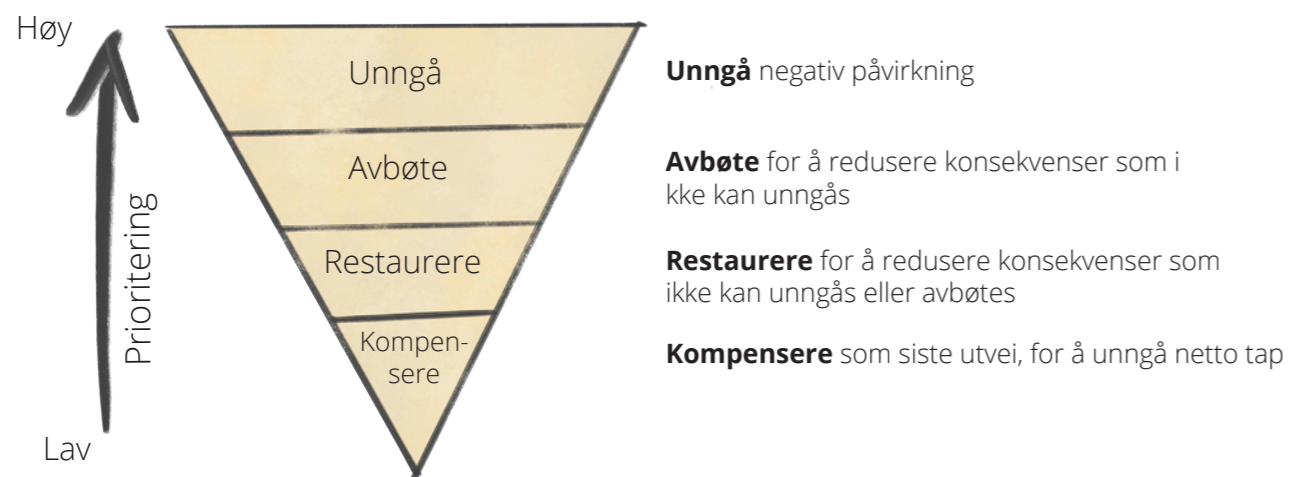 Høy
Unngå
Unngå negativ påvirkning
Avbøte
Avbøte for å redusere konsekvenser som i
kke kan unngås
Prioritering
Restaurere
Restaurere for å redusere konsekvenser som
ikke kan unngås eller avbøtes
Kompen-
sere
Kompensere som siste utvei, for å unngå netto tap
Lav